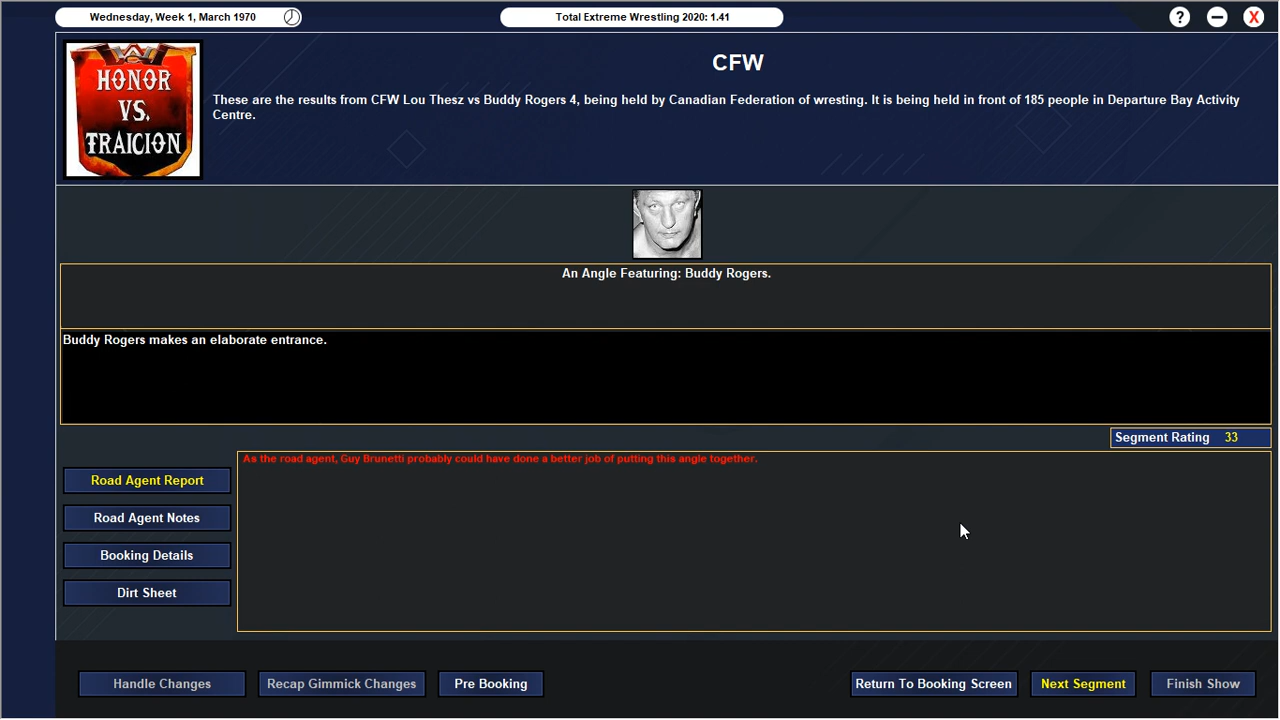 Wednesday, Week 1, March 1970
Total Extreme Wrestling 2020: 1.41
?
X
HONOR
VS.
TRAICION
CFW
These are the results from CFW Lou Thesz vs Buddy Rogers 4, being held by Canadian Federation of wresting. It is being held in front of 185 people in Departure Bay Activity
Centre.
An Angle Featuring: Buddy Rogers.
Buddy Rogers makes an elaborate entrance.
Segment Rating 33
As the road agent, Guy Brunetti probably could have done a better job of putting this angle together.
Road Agent Report
Road Agent Notes
Booking Details
Dirt Sheet
Handle Changes
Recap Gimmick Changes
Pre Booking
Return To Booking Screen
Next Segment
Finish Show